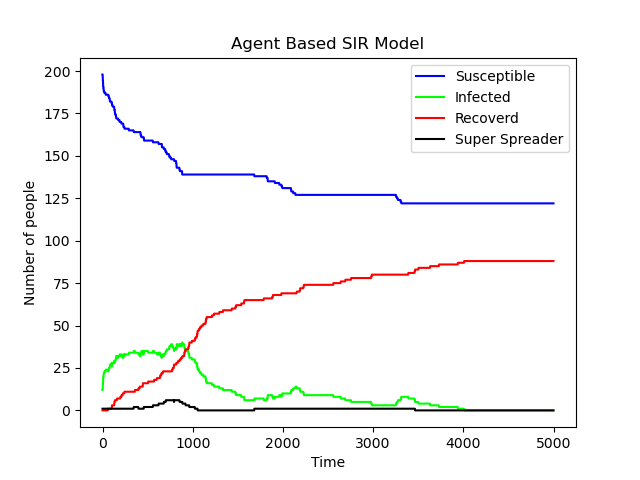 Agent Based SIR Model
Susceptible
Infected
Recoverd
Super Spreader
Number of people
200
175
150
125
100
75
50
25
0
0 1000 2000 3000 4000 5000
Time